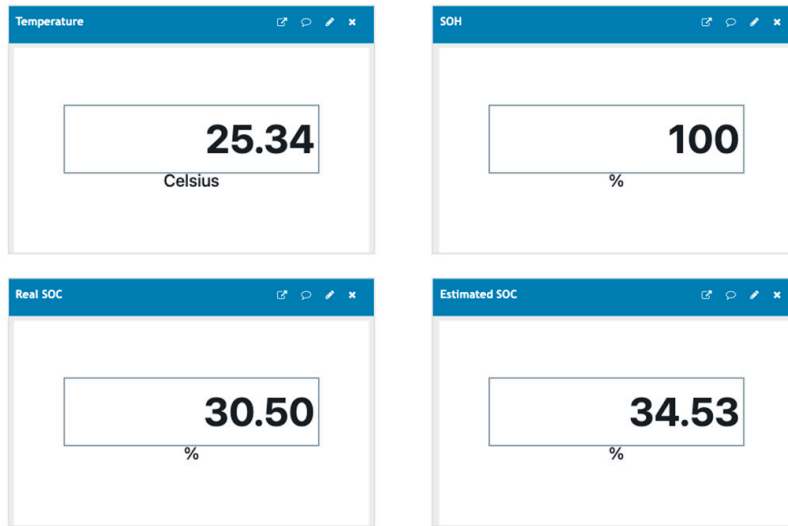 Temperature
25.34
Celsius
SOH
100
%
Real SOC
30.50
%
Estimated SOC
34.53
%